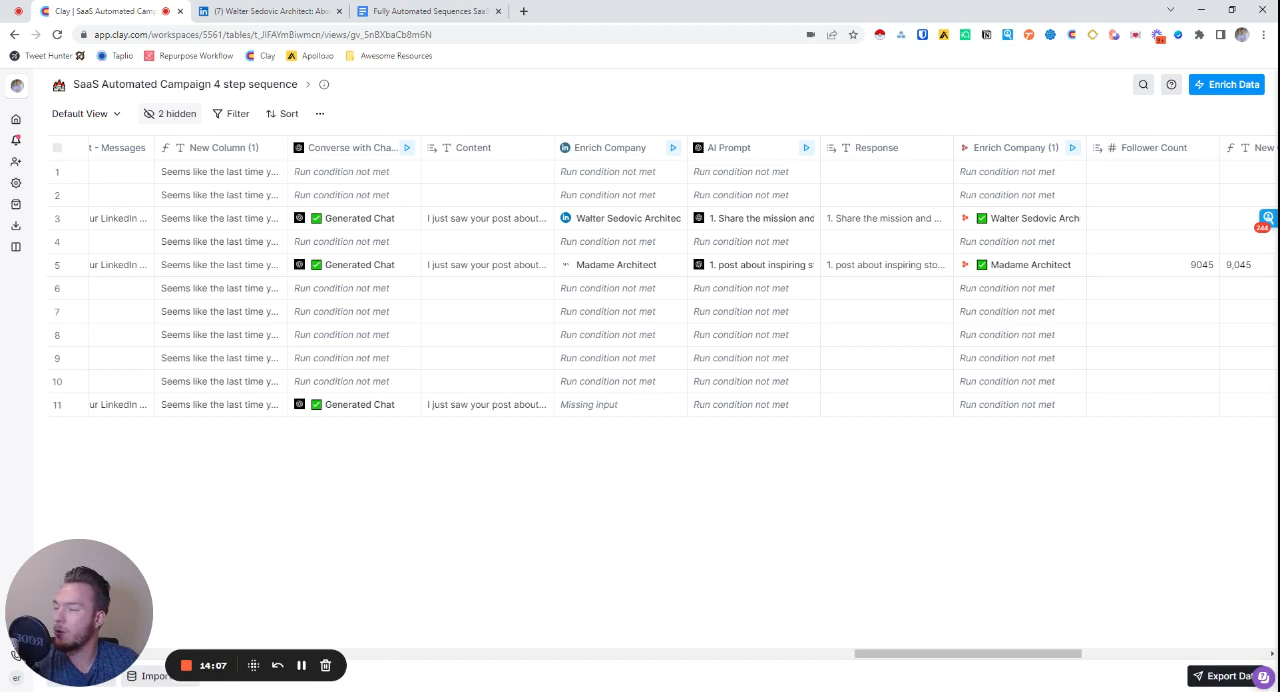 Clay | SaaS Automated Campa
(7) Walter Sedovic Architect: Abo
Fully Automated Sequences SaaS
app.clay.com/workspaces/5561/tables/t_JIFAYmBiwmcn/views/gv_5nBXbaCb8m6N
9+
Tweet Hunter
Taplio
Repurpose Workflow
Clay
Apollo.io
Awesome Resources
SaaS Automated Campaign 4 step sequence
Enrich Data
Default View
2 hidden
Filter
Sort
t - Messages New Column (1) Converse with Cha... Content Enrich Company AI Prompt Response Enrich Company (1) Follower Count New
1 Seems like the last time y... Run condition not met Run condition not met Run condition not met Run condition not met
2 Seems like the last time y... Run condition not met Run condition not met Run condition not met Run condition not met
3 ur LinkedIn ... Seems like the last time y... Generated Chat I just saw your post about... Walter Sedovic Architec 1. Share the mission and 1. Share the mission and ... Walter Sedovic Arch
244
4 Seems like the last time y... Run condition not met Run condition not met Run condition not met Run condition not met
5 ur LinkedIn ... Seems like the last time y... Generated Chat I just saw your post about... Madame Architect 1. post about inspiring st 1. post about inspiring sto... Madame Architect 9045 9,045
6 Seems like the last time y... Run condition not met Run condition not met Run condition not met Run condition not met
7 Seems like the last time y... Run condition not met Run condition not met Run condition not met Run condition not met
8 Seems like the last time y... Run condition not met Run condition not met Run condition not met Run condition not met
9 Seems like the last time y... Run condition not met Run condition not met Run condition not met Run condition not met
10 Seems like the last time y... Run condition not met Run condition not met Run condition not met Run condition not met
11 ur LinkedIn ... Seems like the last time y... Generated Chat I just saw your post about... Missing input Run condition not met Run condition not met
RØDE
14:07
er
Impor
Export Dat